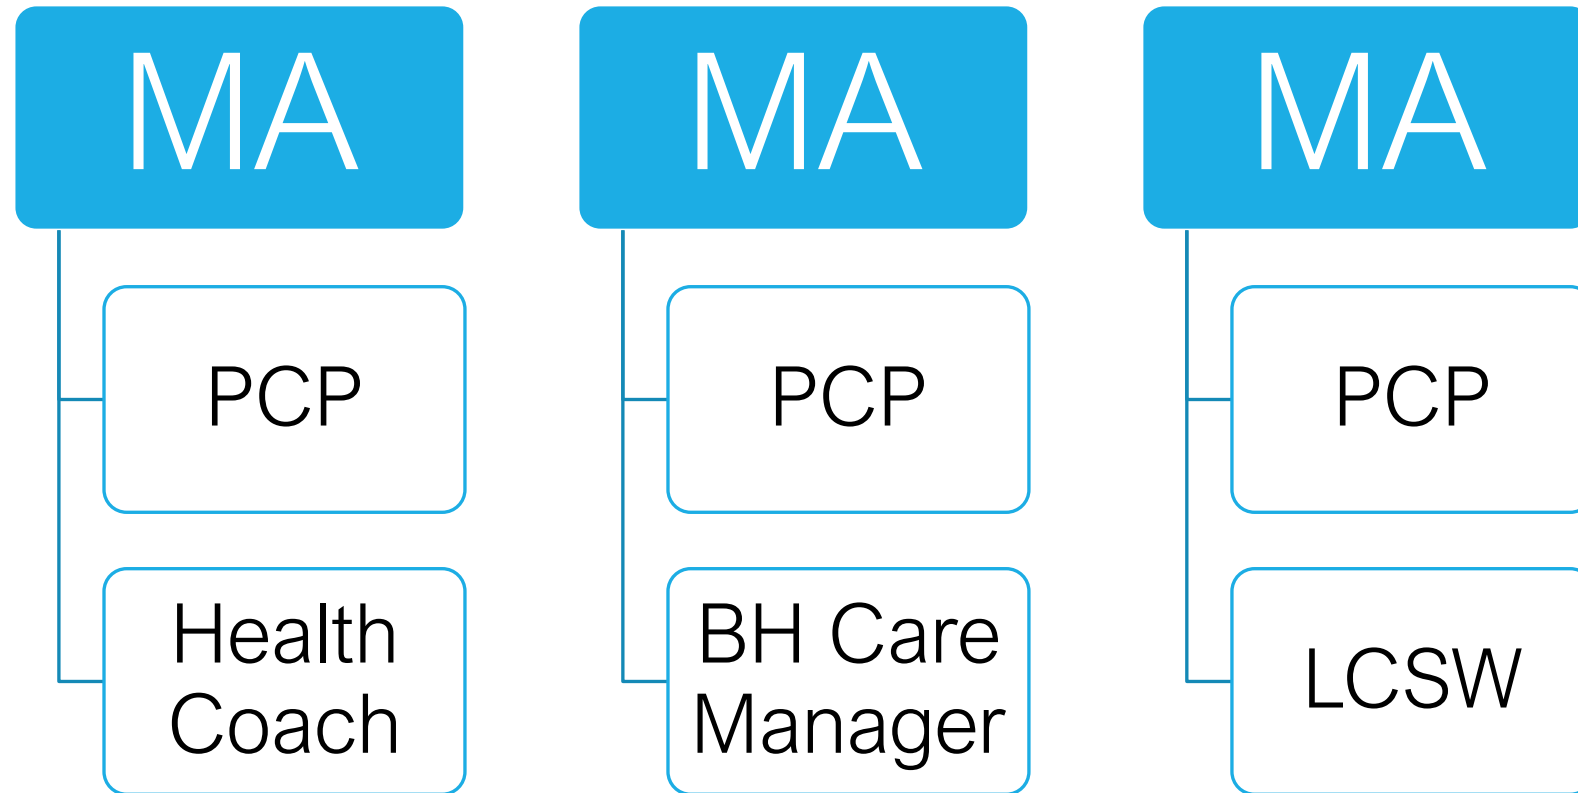 MA
PCP
Health
Coach
MA
PCP
BH Care
Manager
MA
PCP
LCSW